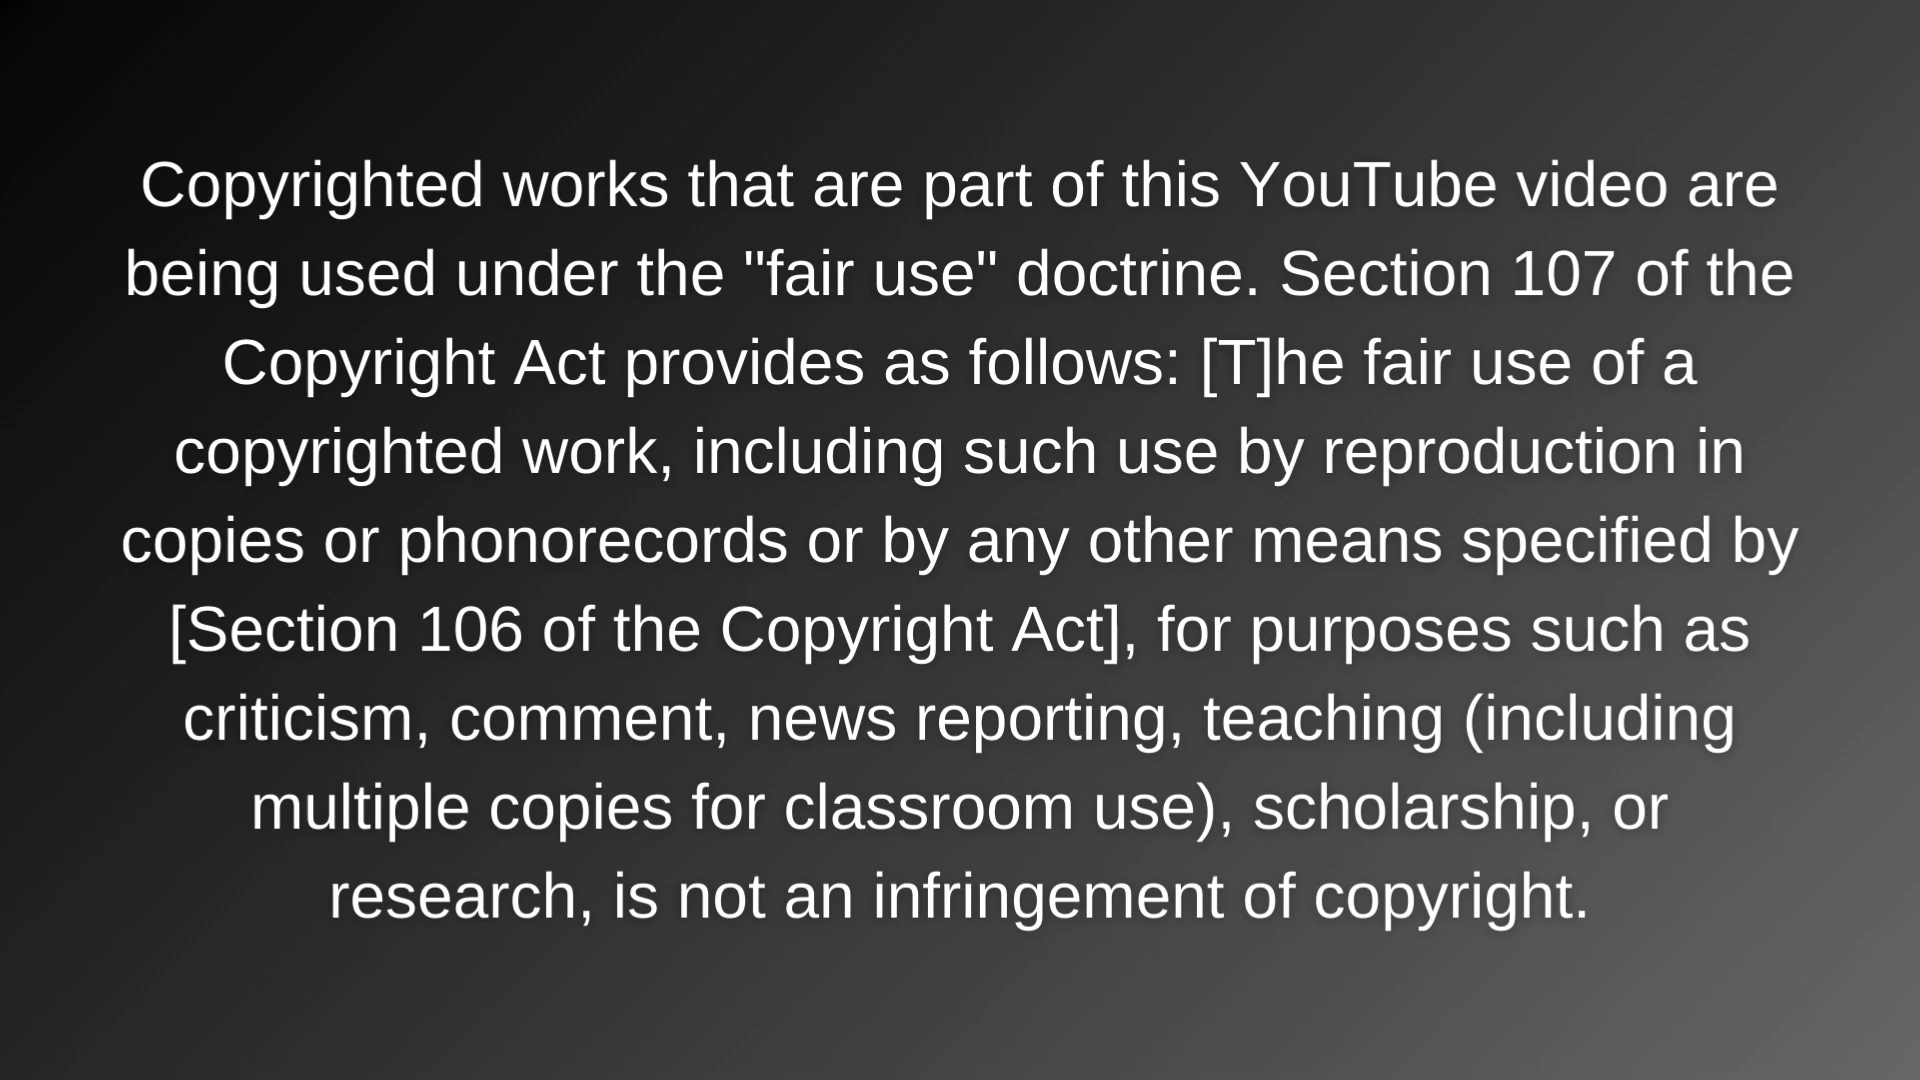 Copyrighted works that are part of this YouTube video are
being used under the "fair use" doctrine. Section 107 of the
Copyright Act provides as follows: [T]he fair use of a
copyrighted work, including such use by reproduction in
copies or phonorecords or by any other means specified by
[Section 106 of the Copyright Act], for purposes such as
criticism, comment, news reporting, teaching (including
multiple copies for classroom use), scholarship, or
research, is not an infringement of copyright.